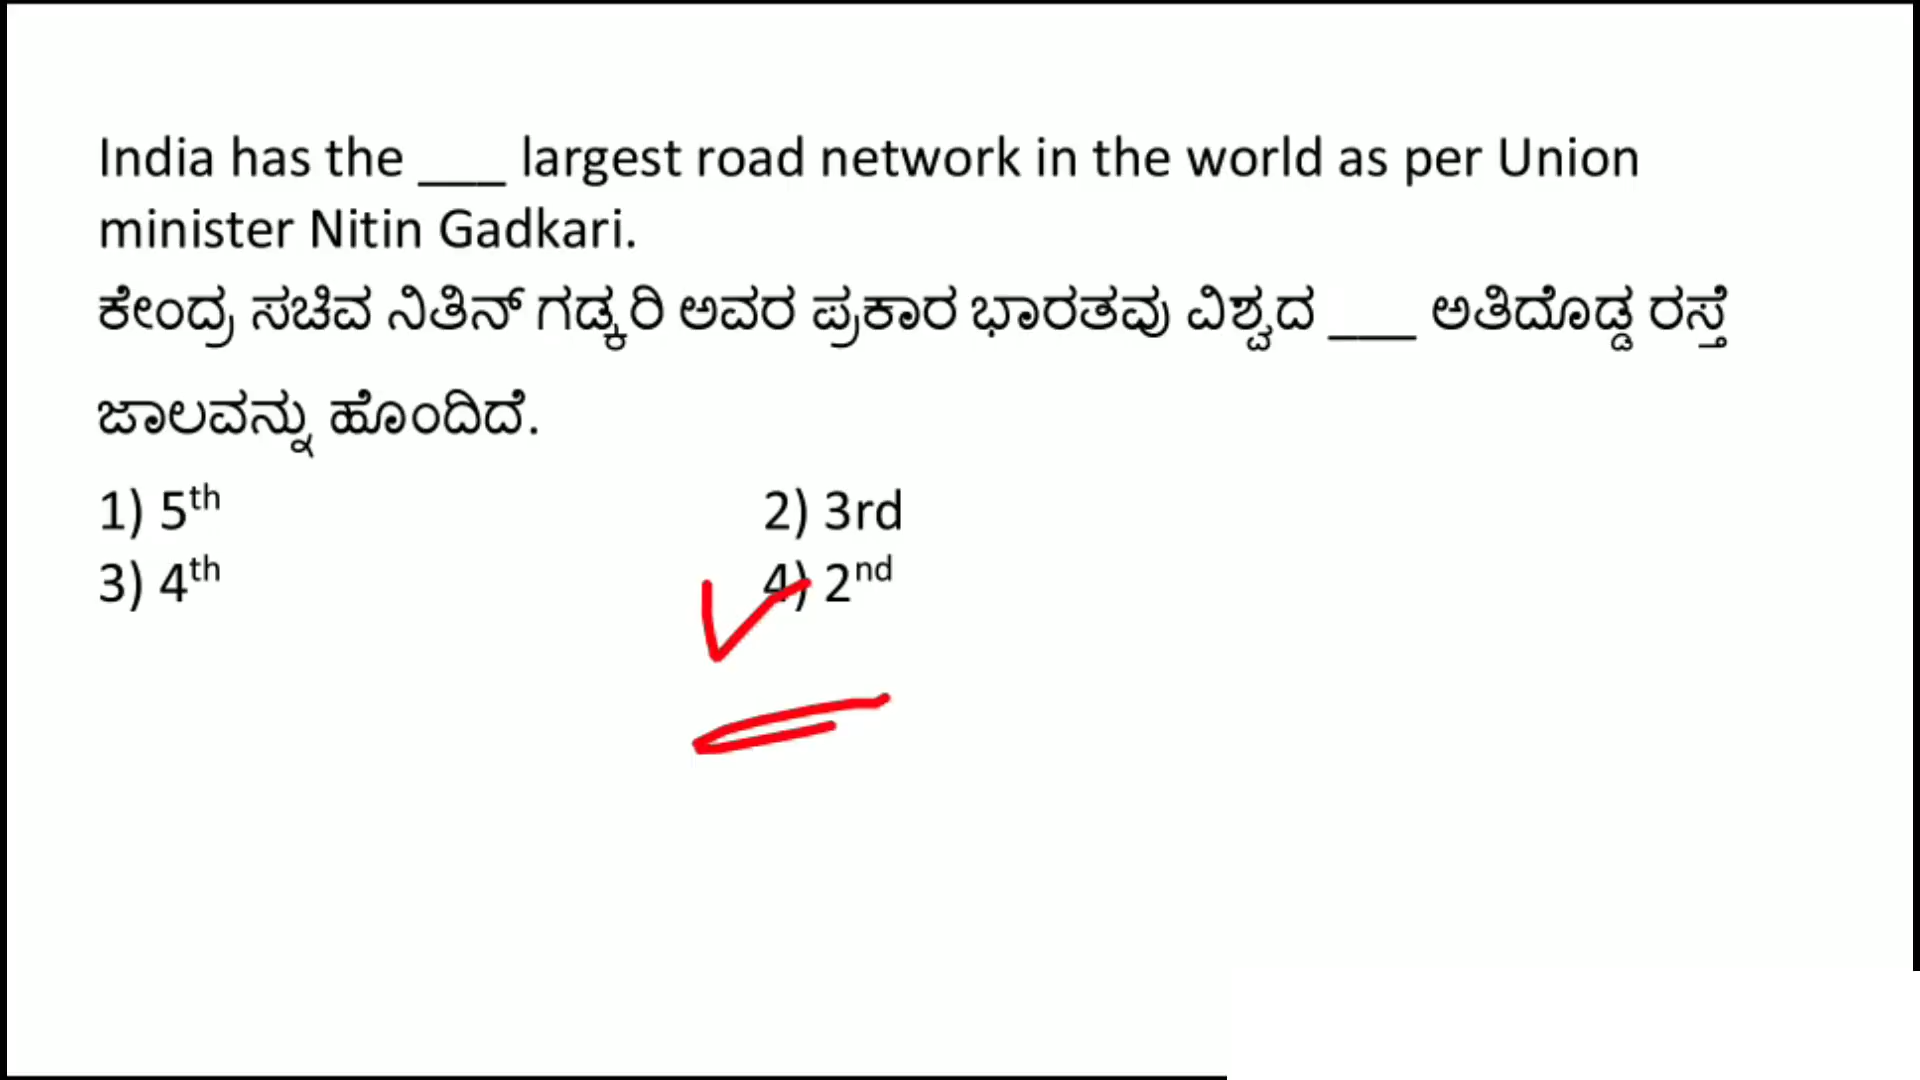 India has the ___ largest road network in the world as per Union
minister Nitin Gadkari.
ಕೇಂದ್ರ ಸಚಿವ ನಿತಿನ್ ಗಡ್ಕರಿ ಅವರ ಪ್ರಕಾರ ಭಾರತವು ವಿಶ್ವದ ___ ಅತಿದೊಡ್ಡ ರಸ್ತೆ
ಜಾಲವನ್ನು ಹೊಂದಿದೆ.
1) 5th 2) 3rd
3) 4th 4) 2nd